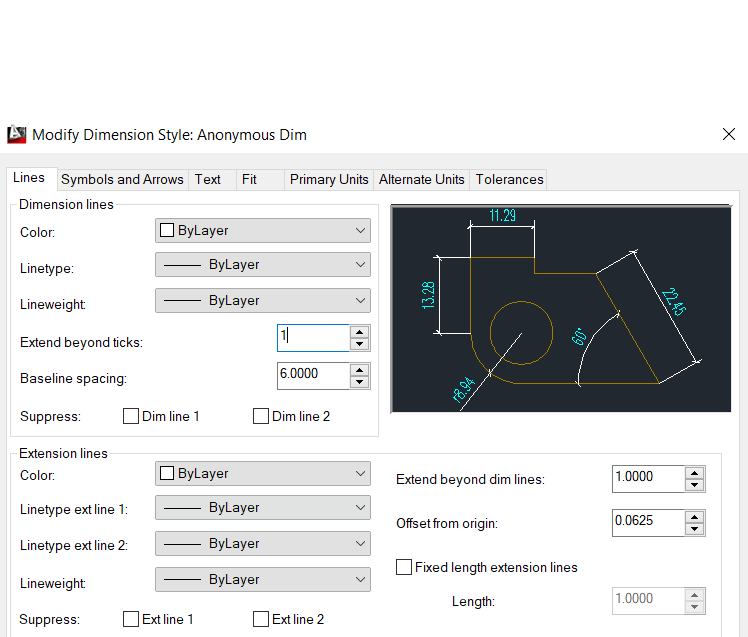 Modify Dimension Style: Anonymous Dim
Lines Symbols and Arrows Text Fit Primary Units Alternate Units Tolerances
Dimension lines
Color: ByLayer
Linetype: ByLayer
Lineweight: ByLayer
Extend beyond ticks: 1
Baseline spacing: 6.0000
Suppress: Dim line 1 Dim line 2
11.29
13.28
22.45
60°
r8.94
Extension lines
Color: ByLayer
Linetype ext line 1: ByLayer
Linetype ext line 2: ByLayer
Lineweight: ByLayer
Suppress: Ext line 1 Ext line 2
Extend beyond dim lines: 1.0000
Offset from origin: 0.0625
Fixed length extension lines
Length: 1.0000